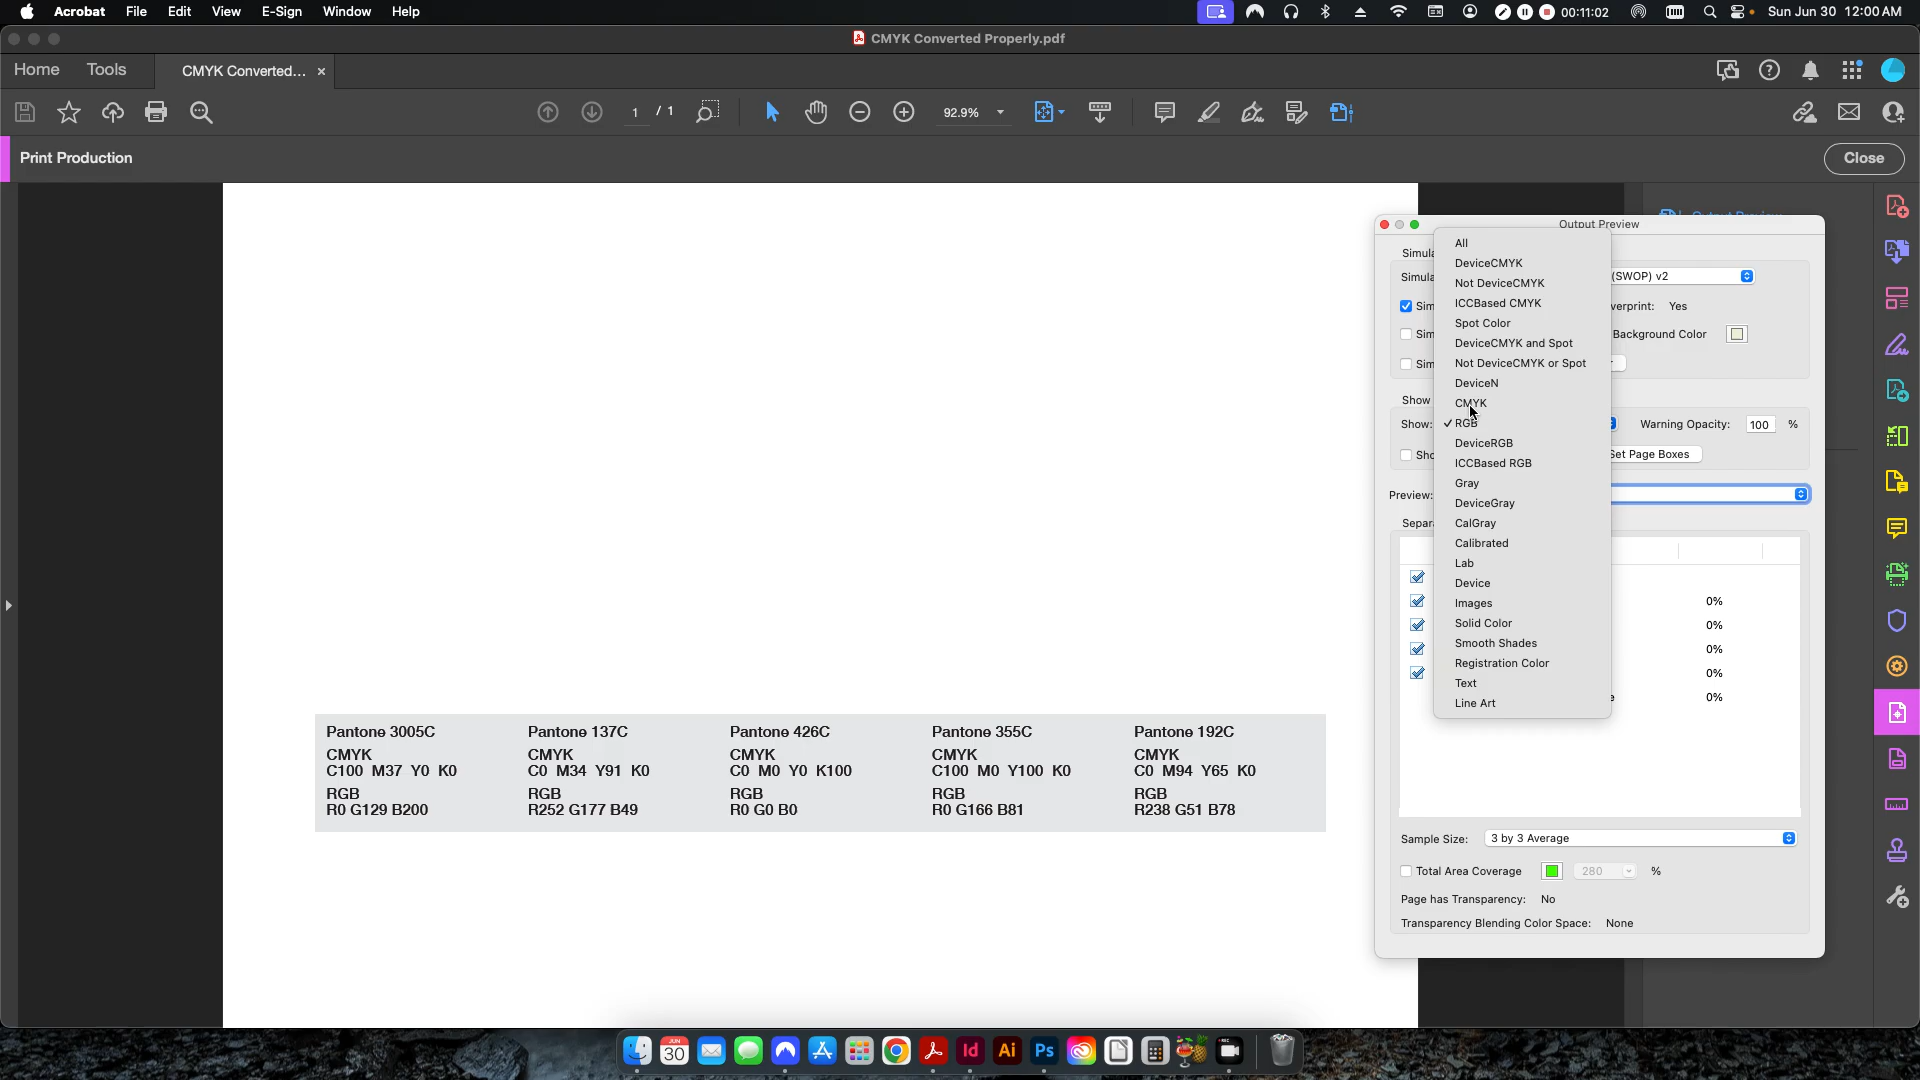 Acrobat File Edit View E-Sign Window Help 00:11:02 Sun Jun 30 12:00 AM
CMYK Converted Properly.pdf
Home Tools CMYK Converted... ×
1 / 1 92.9%
Print Production Close
Output Preview
All
DeviceCMYK
Not DeviceCMYK
ICCBased CMYK
Spot Color
DeviceCMYK and Spot
Not DeviceCMYK or Spot
DeviceN
CMYK
✓ RGB
DeviceRGB
ICCBased RGB
Gray
DeviceGray
CalGray
Calibrated
Lab
Device
Images
Solid Color
Smooth Shades
Registration Color
Text
Line Art
(SWOP) v2
Yes
Background Color
Show
Show: Warning Opacity: 100 %
Set Page Boxes
Preview:
0%
0%
0%
0%
0%
Sample Size: 3 by 3 Average
Total Area Coverage 280 %
Page has Transparency: No
Transparency Blending Color Space: None
Pantone 3005C
CMYK
C100 M37 Y0 K0
RGB
R0 G129 B200
Pantone 137C
CMYK
C0 M34 Y91 K0
RGB
R252 G177 B49
Pantone 426C
CMYK
C0 M0 Y0 K100
RGB
R0 G0 B0
Pantone 355C
CMYK
C100 M0 Y100 K0
RGB
R0 G166 B81
Pantone 192C
CMYK
C0 M94 Y65 K0
RGB
R238 G51 B78
JUN
30
Id
Ai
Ps